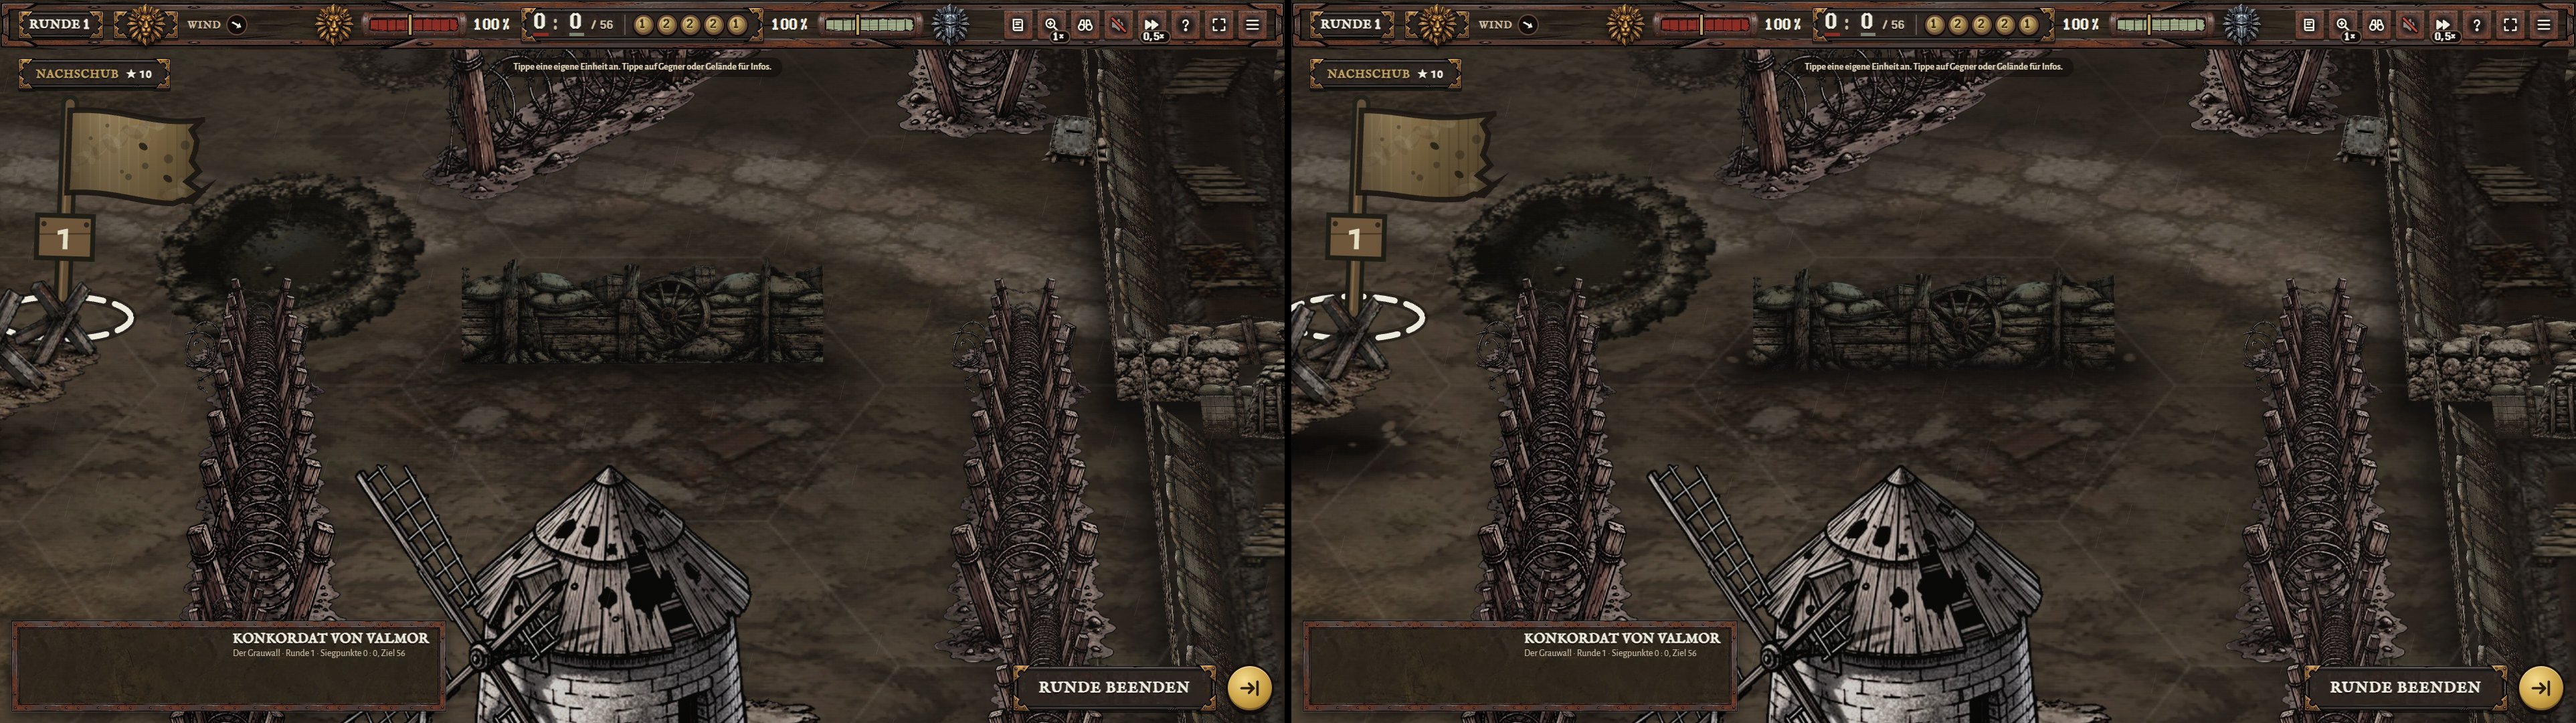 RUNDE 1 WIND 100 % 0 : 0 / 56 1 2 2 2 1 100 % 1× 0,5× ?
NACHSCHUB ★ 10
Tippe eine eigene Einheit an. Tippe auf Gegner oder Gelände für Infos.
1
KONKORDAT VON VALMOR
Der Grauwall · Runde 1 · Siegpunkte 0 : 0, Ziel 56
RUNDE BEENDEN
RUNDE 1 WIND 100 % 0 : 0 / 56 1 2 2 2 1 100 % 1× 0,5× ?
NACHSCHUB ★ 10
Tippe eine eigene Einheit an. Tippe auf Gegner oder Gelände für Infos.
1
KONKORDAT VON VALMOR
Der Grauwall · Runde 1 · Siegpunkte 0 : 0, Ziel 56
RUNDE BEENDEN